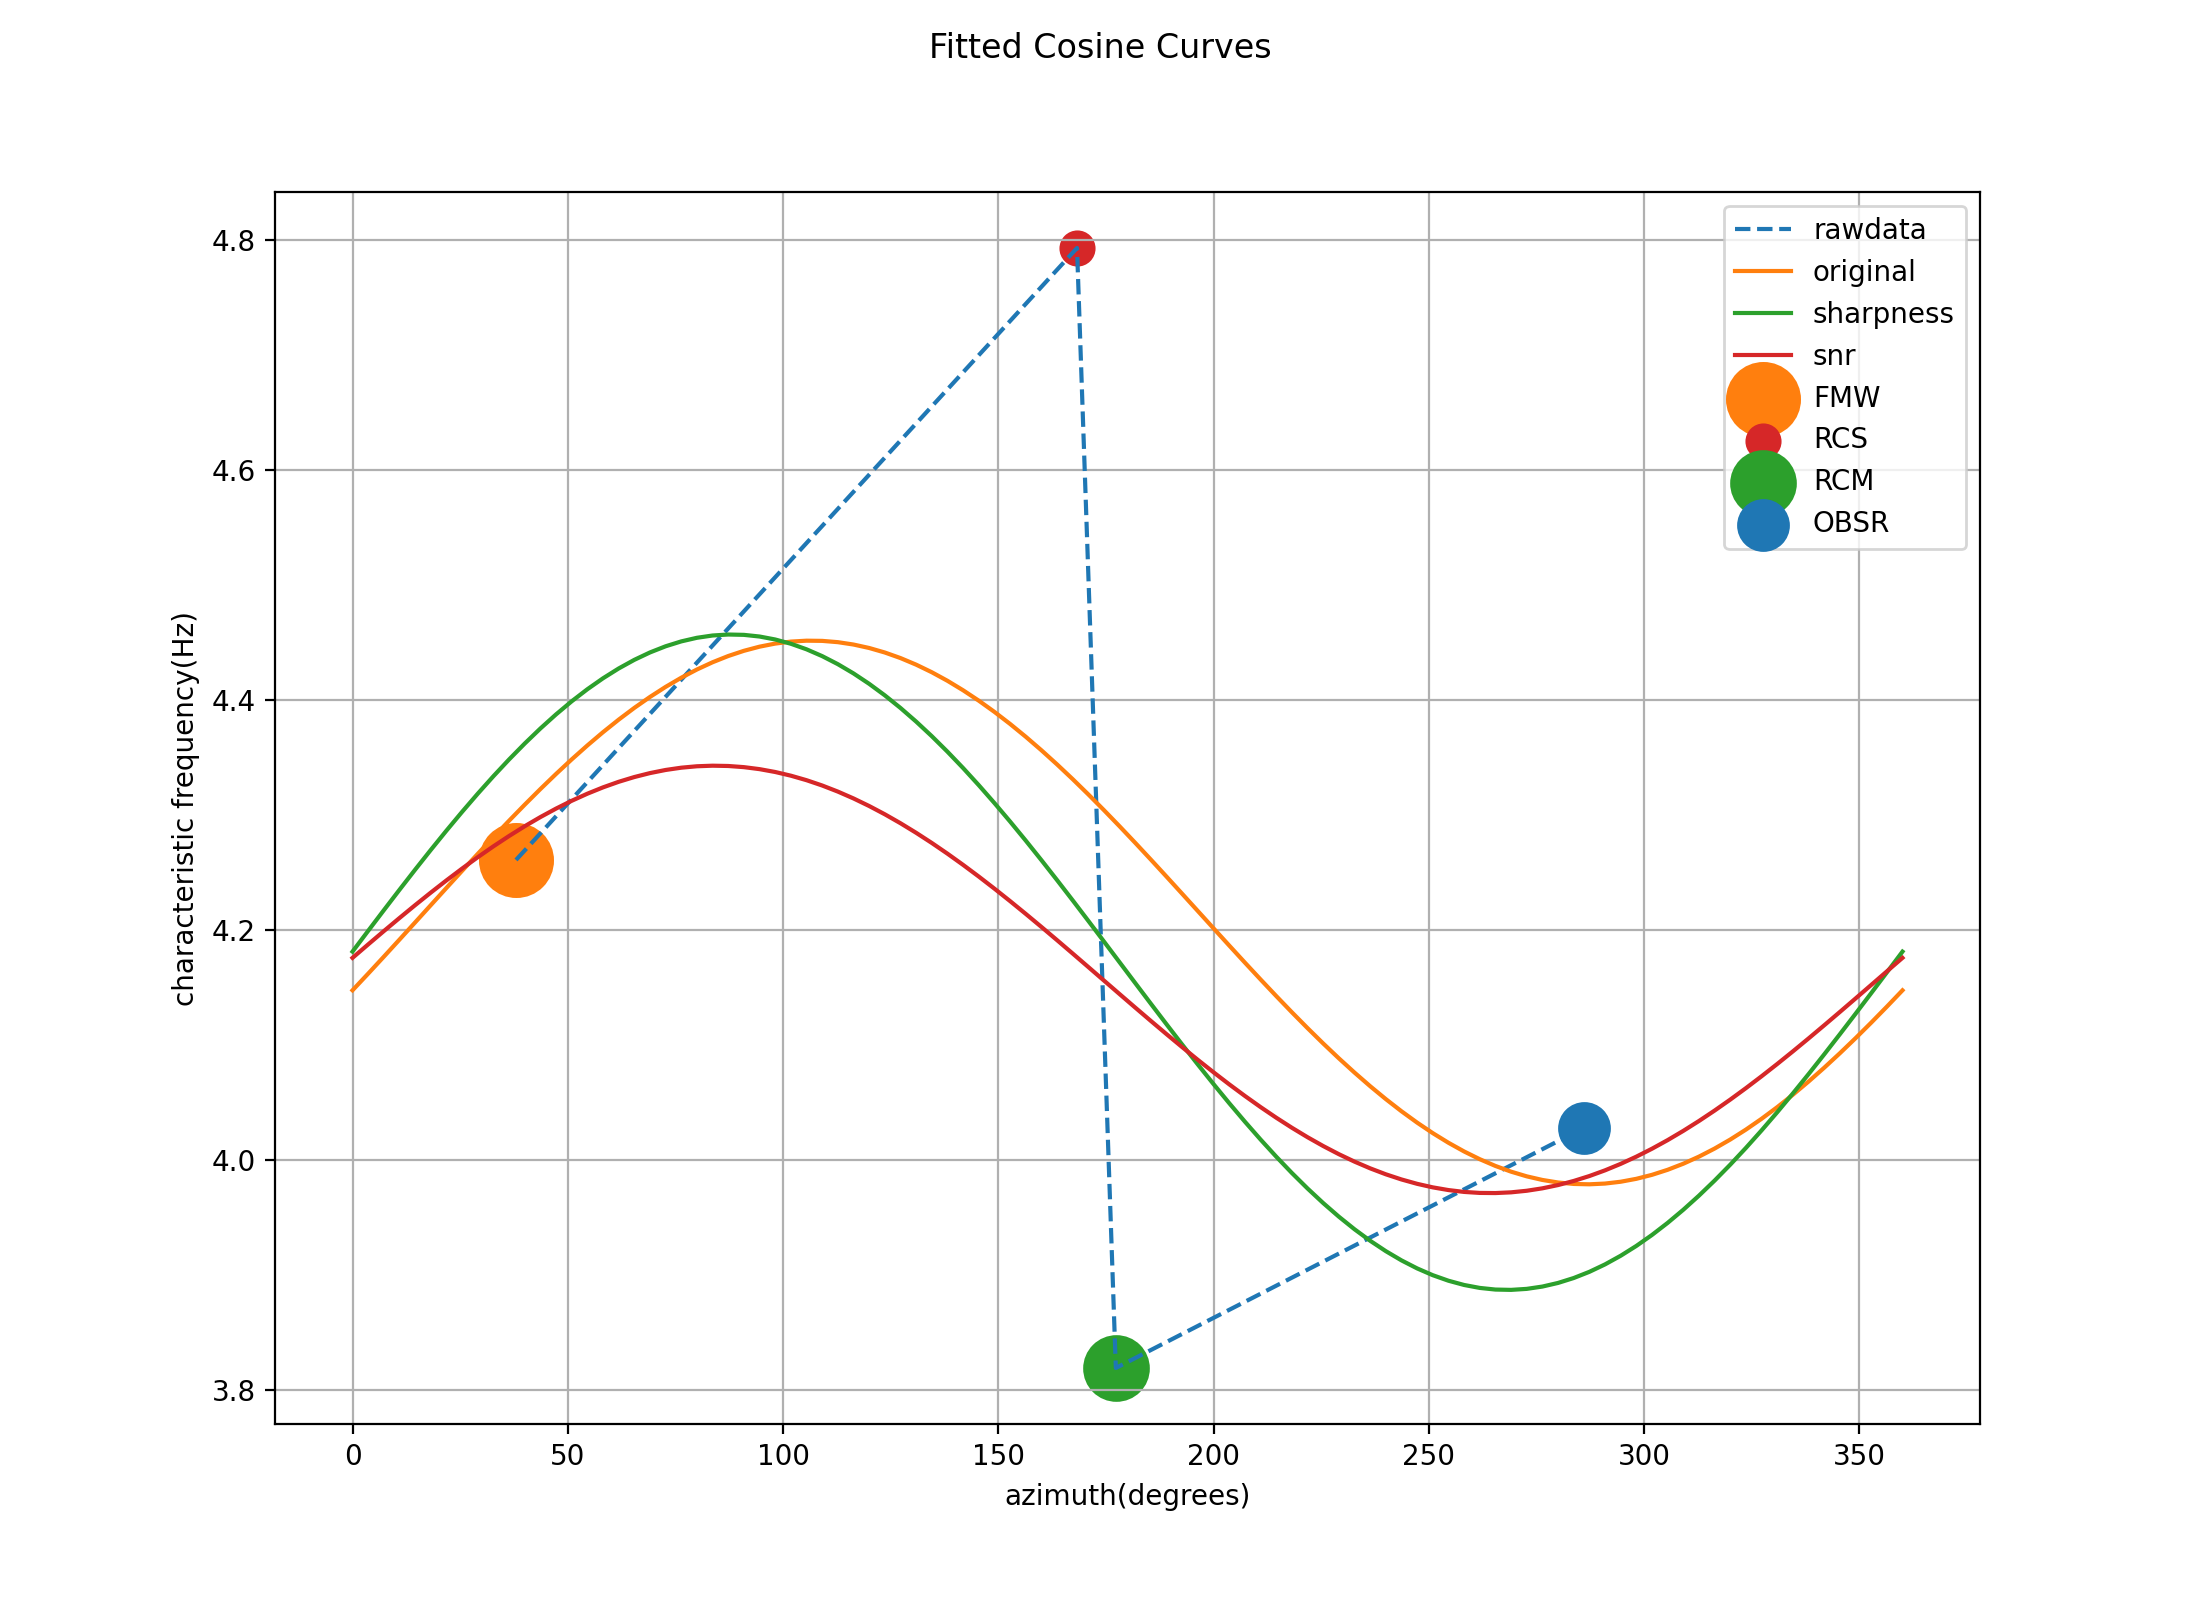 Fitted Cosine Curves
characteristic frequency(Hz)
4.8
4.6
4.4
4.2
4.0
3.8
rawdata
original
sharpness
snr
FMW
RCS
RCM
OBSR
0 50 100 150 200 250 300 350
azimuth(degrees)